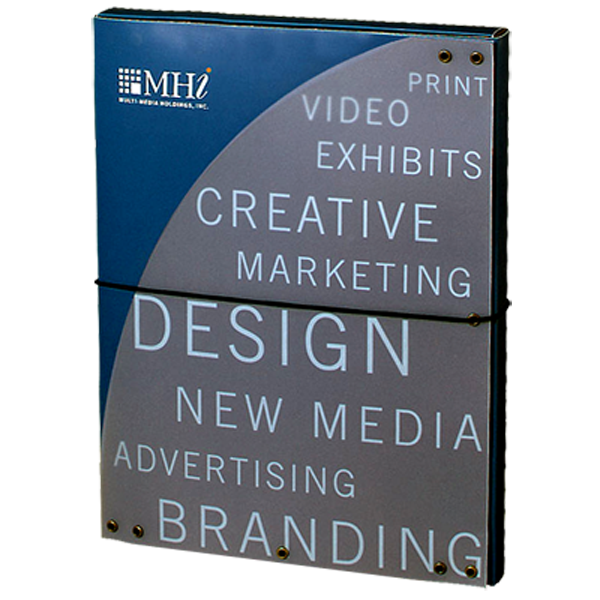 MHi
MULTI-MEDIA HOLDINGS, INC.
PRINT
VIDEO
EXHIBITS
CREATIVE
MARKETING
DESIGN
NEW MEDIA
ADVERTISING
BRANDING